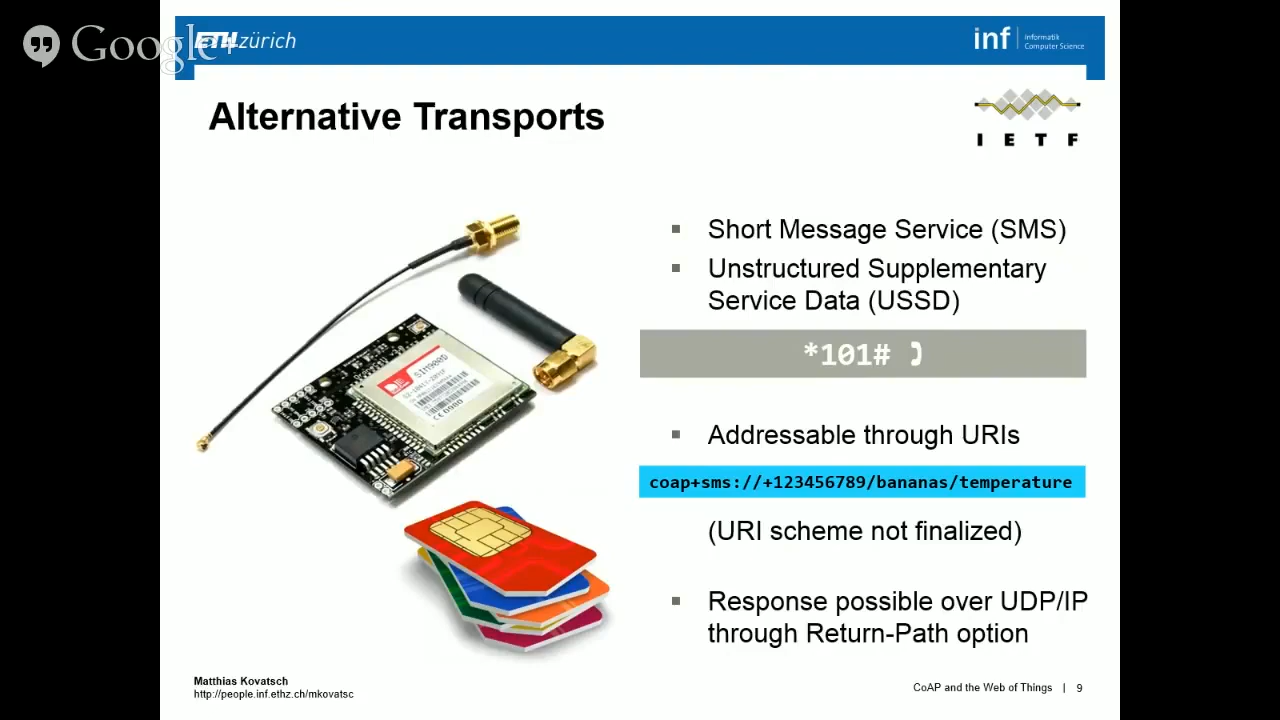 Google+
ETH zürich
inf
Informatik
Computer Science
Alternative Transports
I E T F
Short Message Service (SMS)
Unstructured Supplementary
Service Data (USSD)
*101#
SIM900D
Addressable through URIs
coap+sms://+123456789/bananas/temperature
(URI scheme not finalized)
Response possible over UDP/IP
through Return-Path option
Matthias Kovatsch
http://people.inf.ethz.ch/mkovatsc
CoAP and the Web of Things | 9